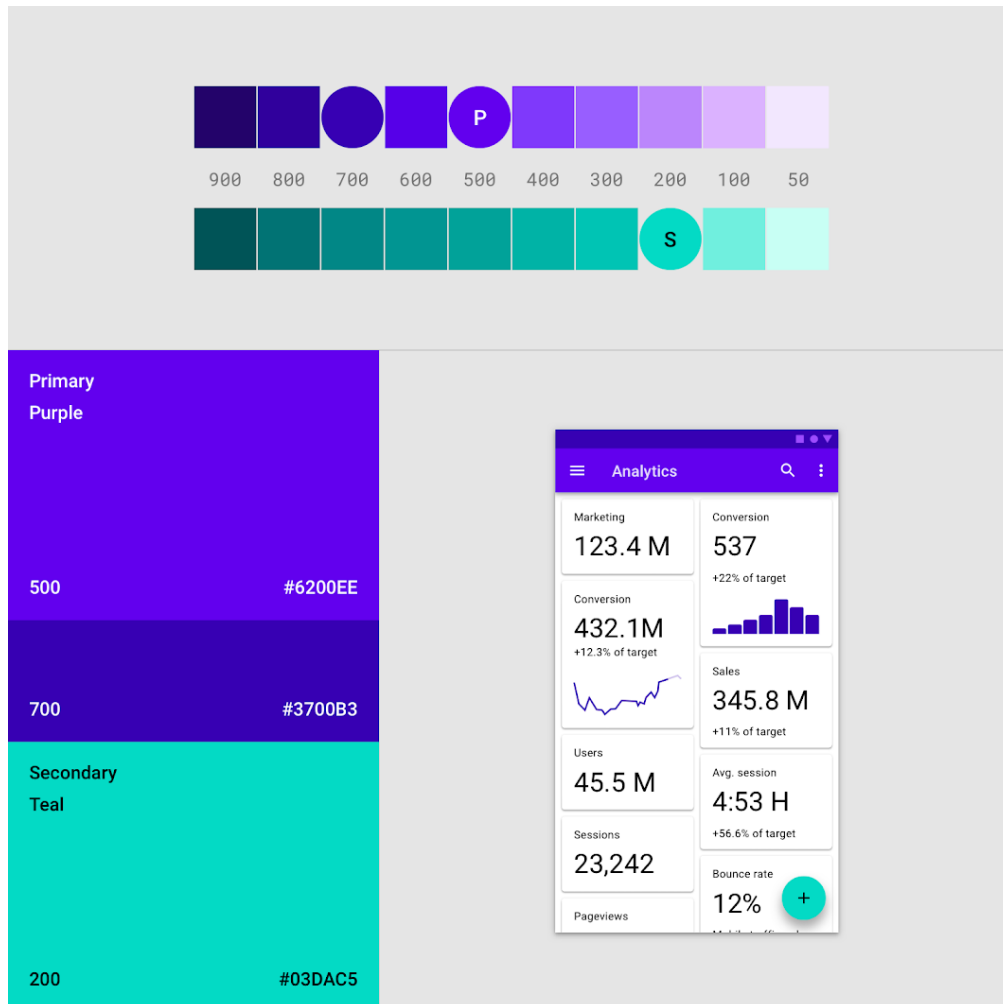 P
900 800 700 600 500 400 300 200 100 50
S
Primary
Purple
500 #6200EE
700 #3700B3
Secondary
Teal
200 #03DAC5
Analytics
Marketing
123.4 M
Conversion
432.1M
+12.3% of target
Users
45.5 M
Sessions
23,242
Pageviews
Conversion
537
+22% of target
Sales
345.8 M
+11% of target
Avg. session
4:53 H
+56.6% of target
Bounce rate
12%
+